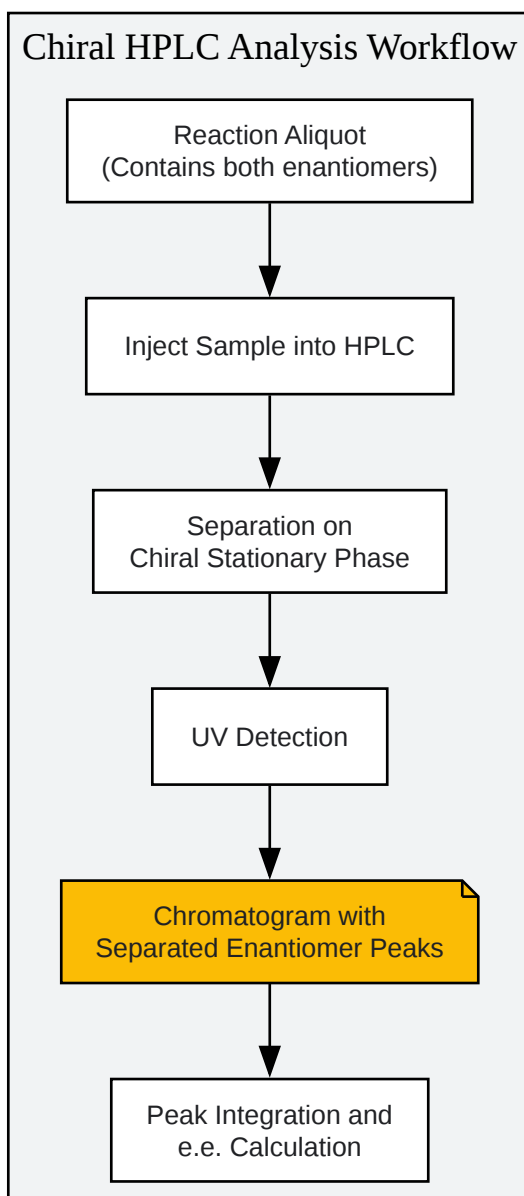 Chiral HPLC Analysis Workflow
Reaction Aliquot
(Contains both enantiomers)
Inject Sample into HPLC
Separation on
Chiral Stationary Phase
UV Detection
Chromatogram with
Separated Enantiomer Peaks
Peak Integration and
e.e. Calculation